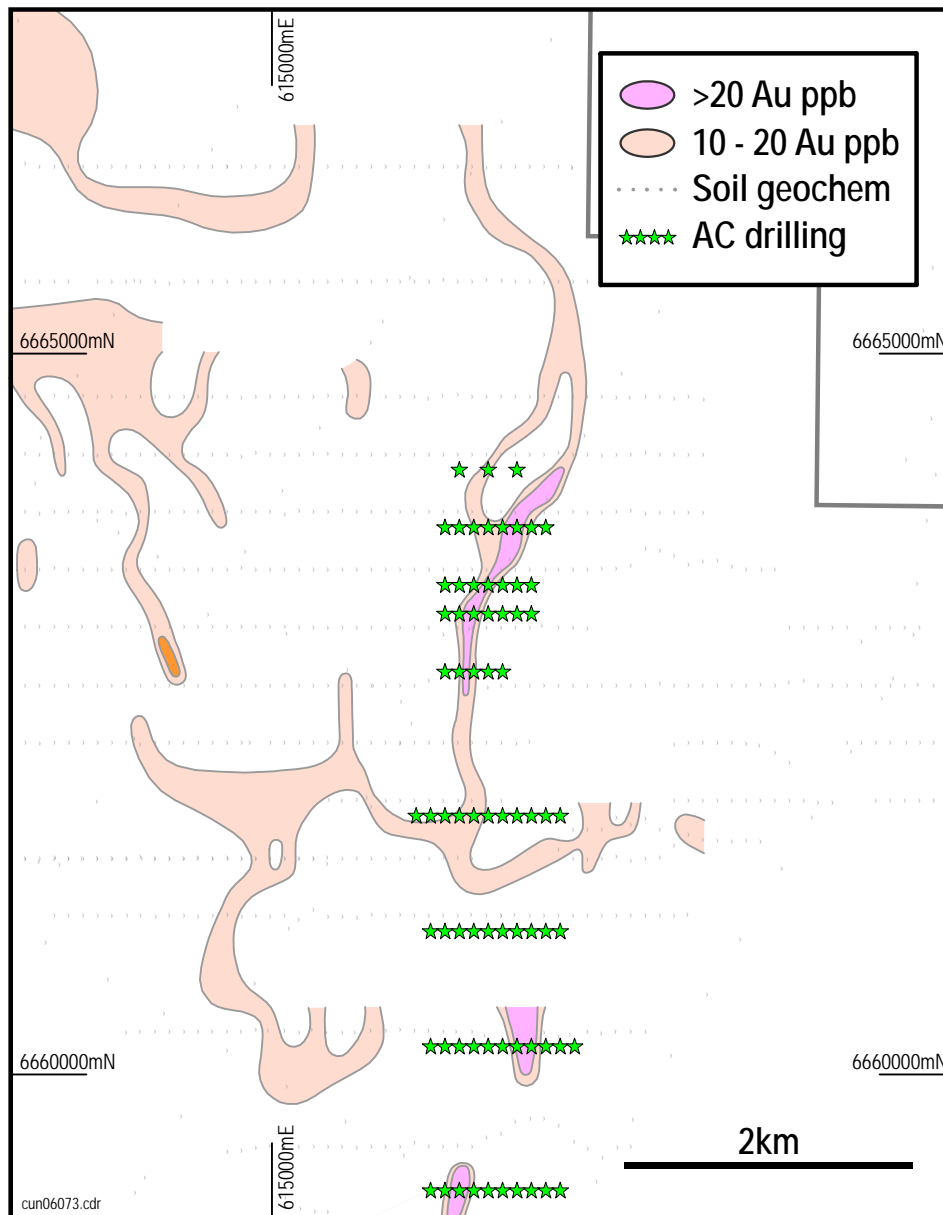 615000mE
>20 Au ppb
10 - 20 Au ppb
Soil geochem
AC drilling
6665000mN
6665000mN
6660000mN
6660000mN
2km
615000mE
cun06073.cdr